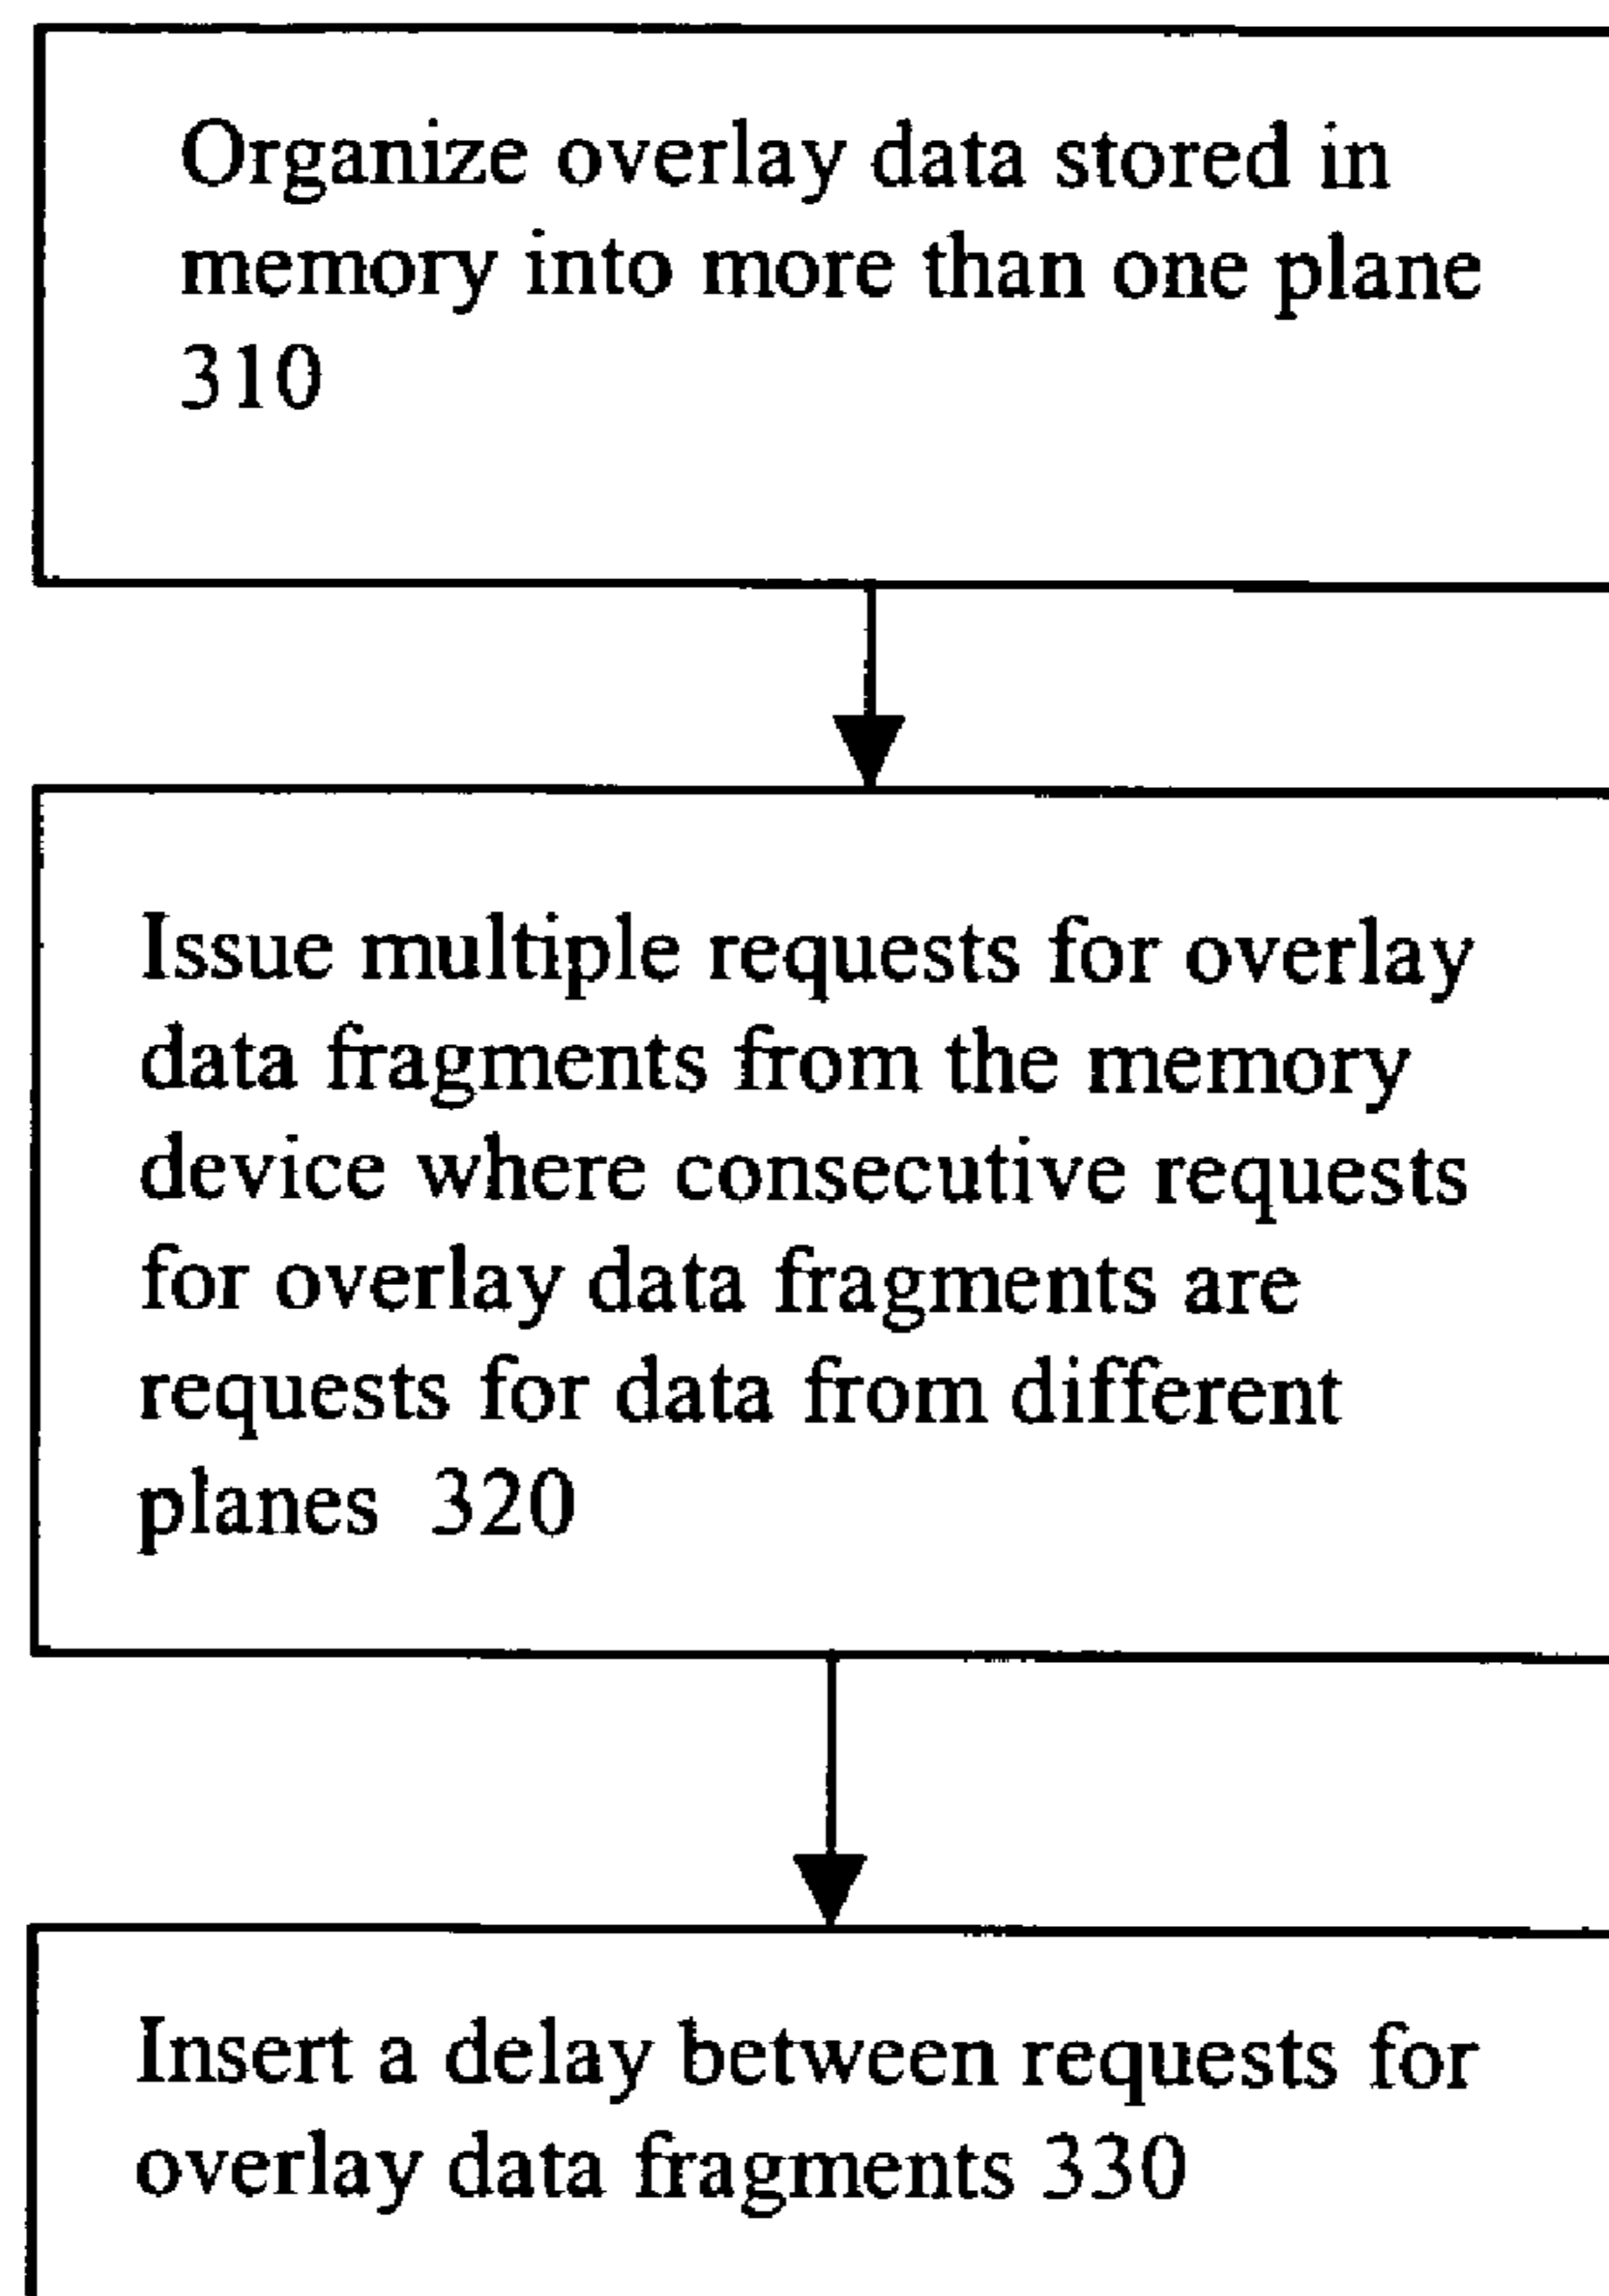 Organize overlay data stored in
memory into more than one plane
310
Issue multiple requests for overlay
data fragments from the memory
device where consecutive requests
for overlay data fragments are
requests for data from different
planes 320
Insert a delay between requests for
overlay data fragments 330